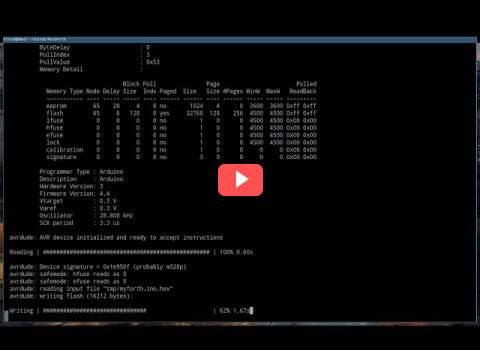 ByteDelay : 0
PollIndex : 3
PollValue : 0x53
Memory Detail :
Block Poll Page Polled
Memory Type Mode Delay Size Indx Paged Size Size #Pages MinW MaxW ReadBack
----------- ---- ----- ----- ---- ------ ------ ---- ------ ----- ----- ---------
eeprom 65 20 4 0 no 1024 4 0 3600 3600 0xff 0xff
flash 65 6 128 0 yes 32768 128 256 4500 4500 0xff 0xff
lfuse 0 0 0 0 no 1 0 0 4500 4500 0x00 0x00
hfuse 0 0 0 0 no 1 0 0 4500 4500 0x00 0x00
efuse 0 0 0 0 no 1 0 0 4500 4500 0x00 0x00
lock 0 0 0 0 no 1 0 0 4500 4500 0x00 0x00
calibration 0 0 0 0 no 1 0 0 0 0 0x00 0x00
signature 0 0 0 0 no 3 0 0 0 0 0x00 0x00
Programmer Type : Arduino
Description : Arduino
Hardware Version: 3
Firmware Version: 4.4
Vtarget : 0.3 V
Varef : 0.3 V
Oscillator : 28.800 kHz
SCK period : 3.3 us
avrdude: AVR device initialized and ready to accept instructions
Reading | ################################################## | 100% 0.00s
avrdude: Device signature = 0x1e950f (probably m328p)
avrdude: safemode: hfuse reads as 0
avrdude: safemode: efuse reads as 0
avrdude: reading input file "tmp/myforth.ino.hex"
avrdude: writing flash (16212 bytes):
Writing | ############################### | 62% 1.67s